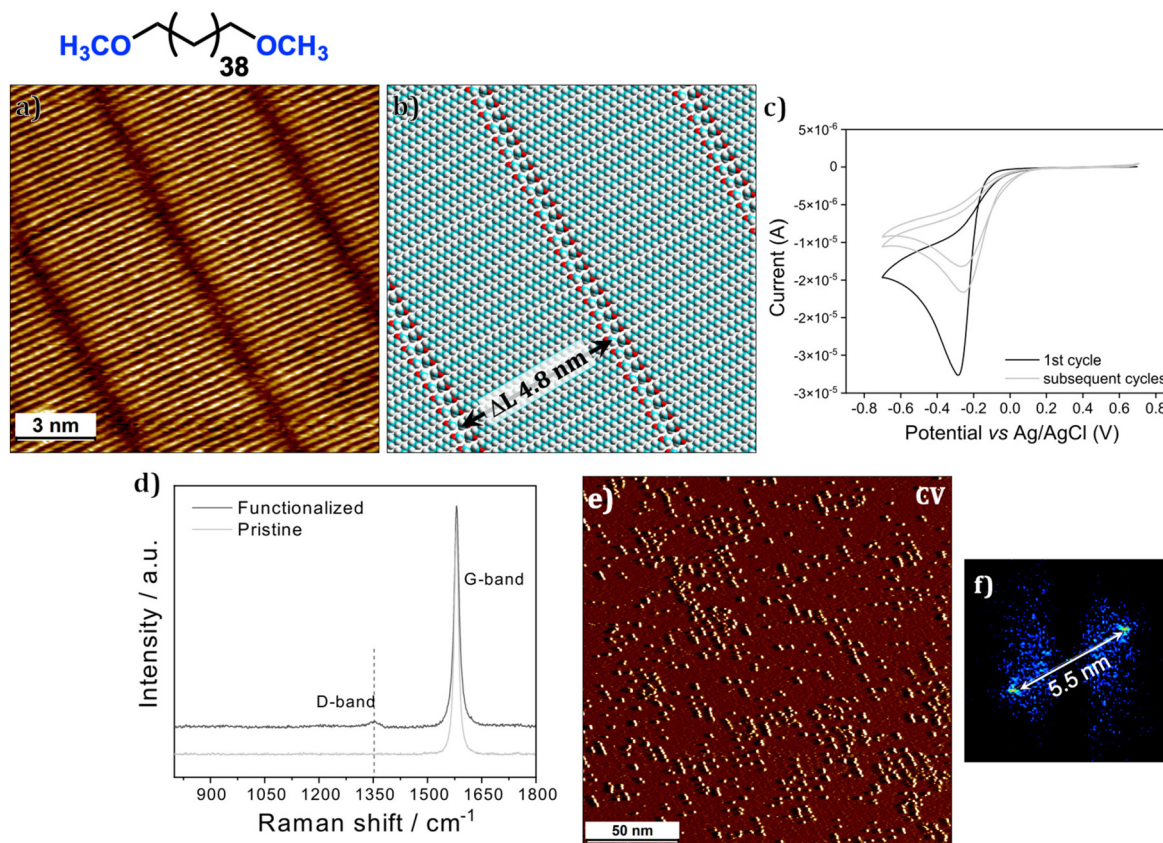 H3CO OCH3
38
a)
3 nm
b)
ΔL 4.8 nm
c)
5×10⁻⁶
0
-5×10⁻⁶
-1×10⁻⁵
-2×10⁻⁵
-2×10⁻⁵
-3×10⁻⁵
-3×10⁻⁵
Current (A)
1st cycle
subsequent cycles
-0.8 -0.6 -0.4 -0.2 0.0 0.2 0.4 0.6 0.8
Potential vs Ag/AgCl (V)
d)
Functionalized
Pristine
G-band
D-band
Intensity / a.u.
900 1050 1200 1350 1500 1650 1800
Raman shift / cm⁻¹
e)
CV
50 nm
f)
5.5 nm